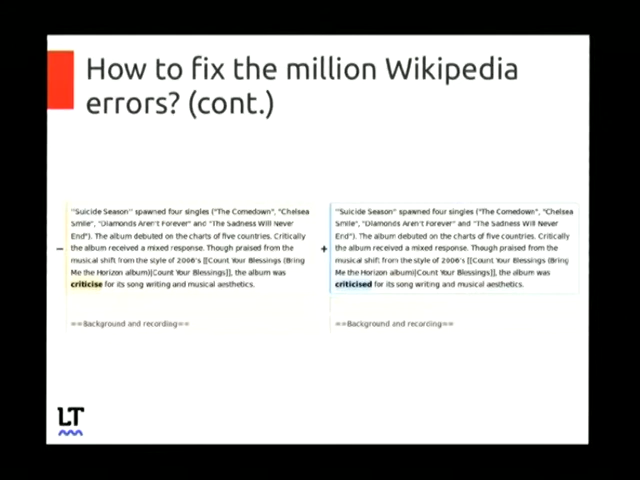 How to fix the million Wikipedia
errors? (cont.)
"Suicide Season" spawned four singles ("The Comedown", "Chelsea
Smile", "Diamonds Aren't Forever" and "The Sadness Will Never
End"). The album debuted on the charts of five countries. Critically
− the album received a mixed response. Though praised from the
musical shift from the style of 2006's [[Count Your Blessings (Bring
Me the Horizon album)|Count Your Blessings]], the album was
criticise for its song writing and musical aesthetics.
==Background and recording==
"Suicide Season" spawned four singles ("The Comedown", "Chelsea
Smile", "Diamonds Aren't Forever" and "The Sadness Will Never
End"). The album debuted on the charts of five countries. Critically
+ the album received a mixed response. Though praised from the
musical shift from the style of 2006's [[Count Your Blessings (Bring
Me the Horizon album)|Count Your Blessings]], the album was
criticised for its song writing and musical aesthetics.
==Background and recording==
LT